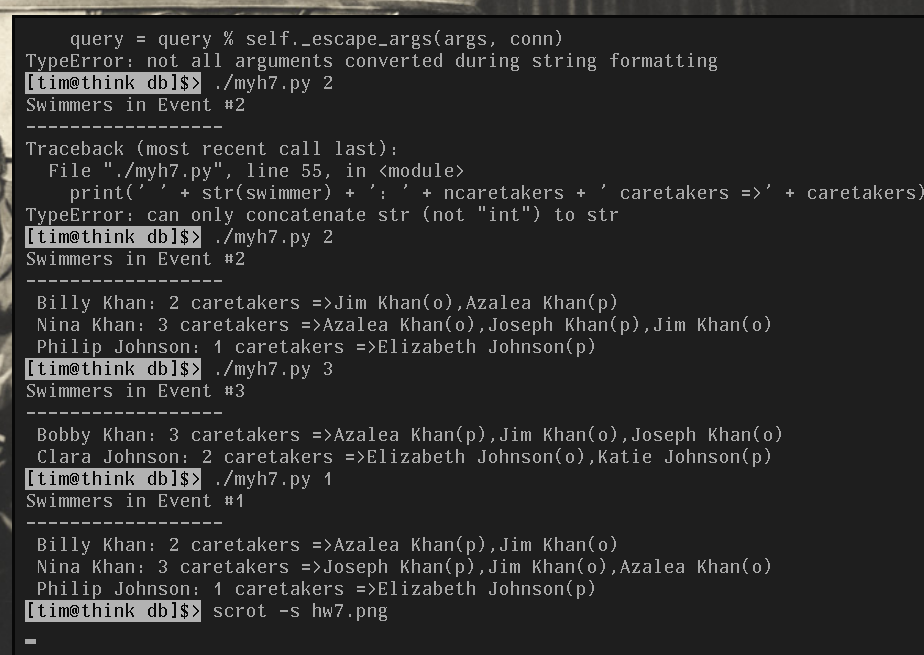 query = query % self._escape_args(args, conn)
TypeError: not all arguments converted during string formatting
[tim@think db]$> ./myh7.py 2
Swimmers in Event #2
------------------
Traceback (most recent call last):
File "./myh7.py", line 55, in <module>
print(' ' + str(swimmer) + ': ' + ncaretakers + ' caretakers =>' + caretakers)
TypeError: can only concatenate str (not "int") to str
[tim@think db]$> ./myh7.py 2
Swimmers in Event #2
------------------
Billy Khan: 2 caretakers =>Jim Khan(o),Azalea Khan(p)
Nina Khan: 3 caretakers =>Azalea Khan(o),Joseph Khan(p),Jim Khan(o)
Philip Johnson: 1 caretakers =>Elizabeth Johnson(p)
[tim@think db]$> ./myh7.py 3
Swimmers in Event #3
------------------
Bobby Khan: 3 caretakers =>Azalea Khan(p),Jim Khan(o),Joseph Khan(o)
Clara Johnson: 2 caretakers =>Elizabeth Johnson(o),Katie Johnson(p)
[tim@think db]$> ./myh7.py 1
Swimmers in Event #1
------------------
Billy Khan: 2 caretakers =>Azalea Khan(p),Jim Khan(o)
Nina Khan: 3 caretakers =>Joseph Khan(p),Jim Khan(o),Azalea Khan(o)
Philip Johnson: 1 caretakers =>Elizabeth Johnson(p)
[tim@think db]$> scrot -s hw7.png